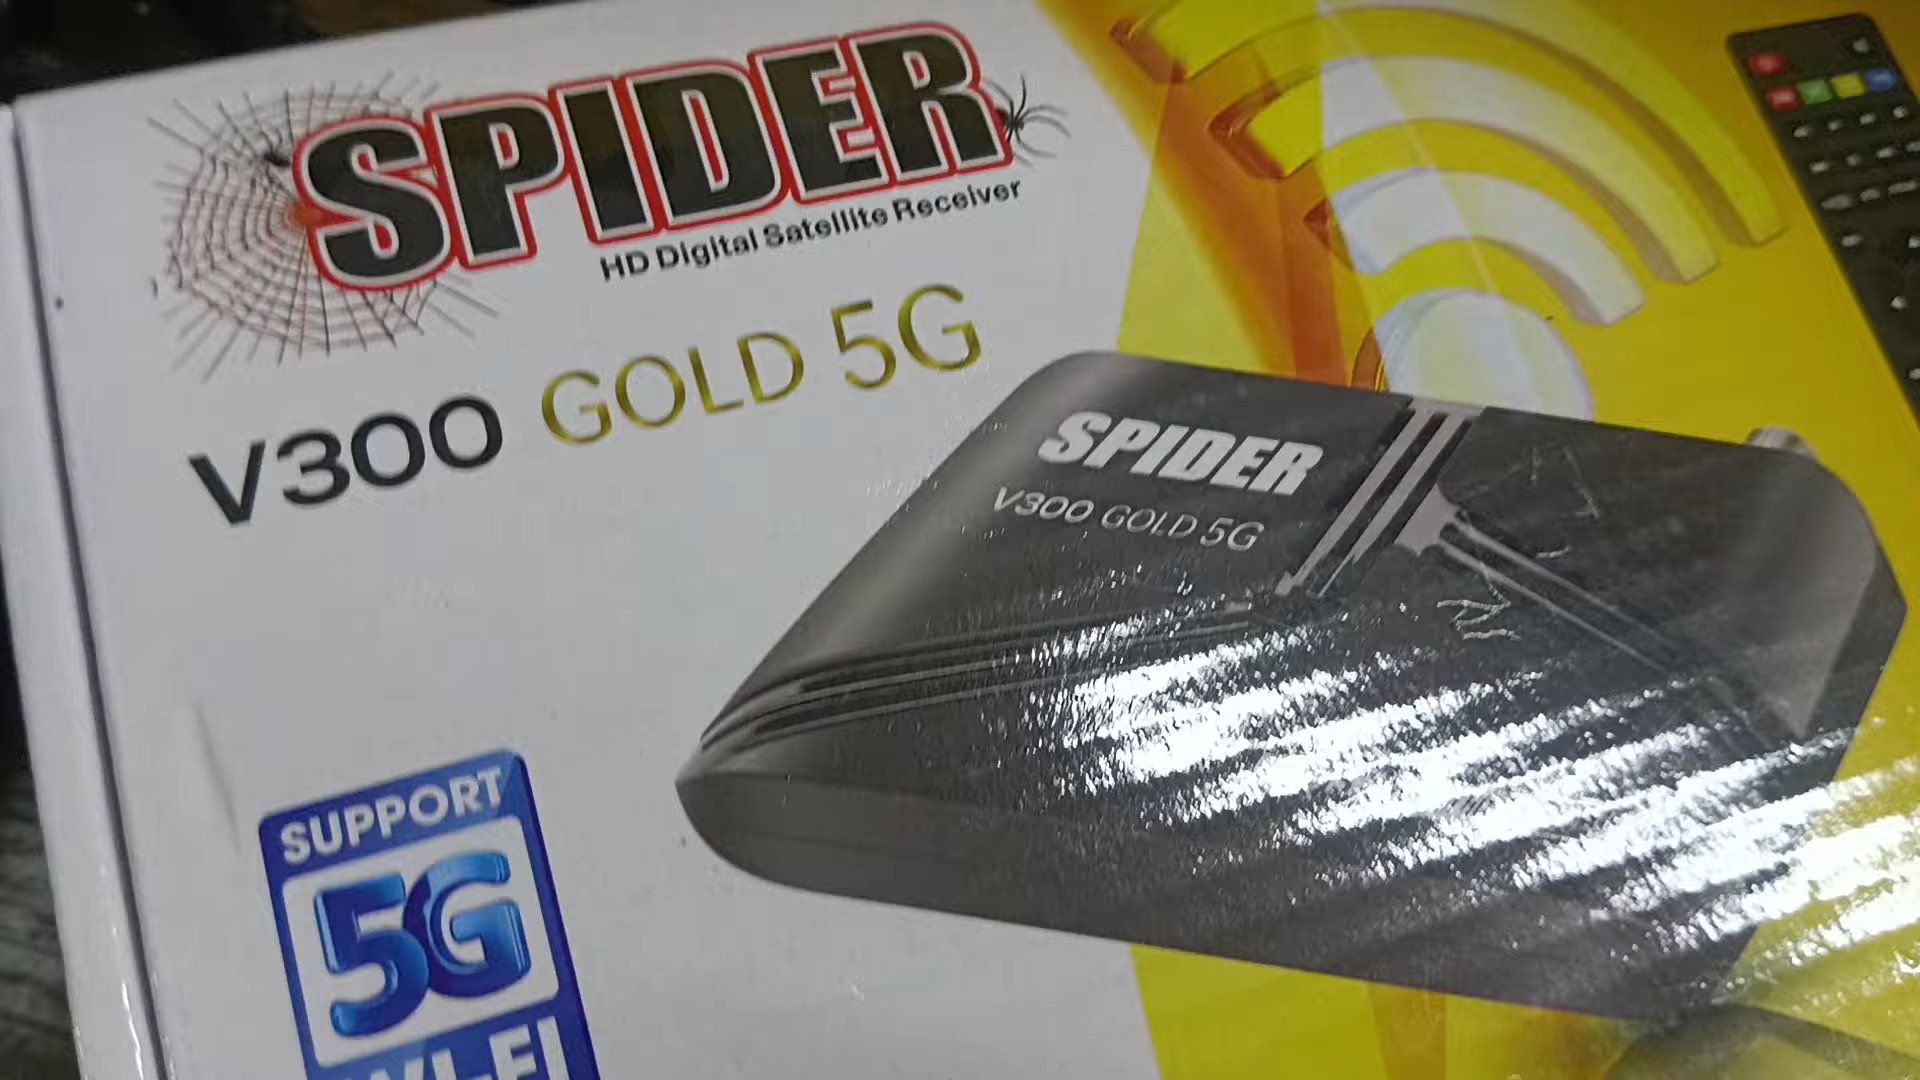 SPIDER
HD Digital Satellite Receiver
V300 GOLD 5G
SPIDER
V300 GOLD 5G
SUPPORT
5G